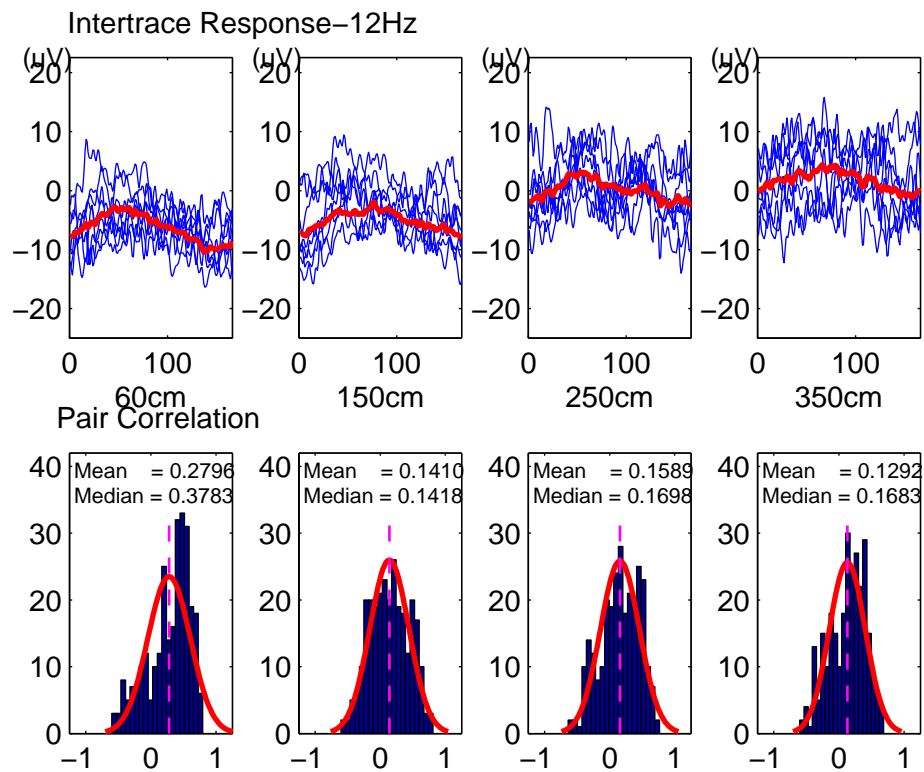 Intertrace Response−12Hz
(uV) (uV) (uV) (uV)
20 20 20 20
10 10 10 10
0 0 0 0
−10 −10 −10 −10
−20 −20 −20 −20
0 100 0 100 0 100 0 100
60cm 150cm 250cm 350cm
Pair Correlation
40 40 40 40
Mean = 0.2796 Mean = 0.1410 Mean = 0.1589 Mean = 0.1292
Median = 0.3783 Median = 0.1418 Median = 0.1698 Median = 0.1683
30 30 30 30
20 20 20 20
10 10 10 10
0 0 0 0
−1 0 1 −1 0 1 −1 0 1 −1 0 1